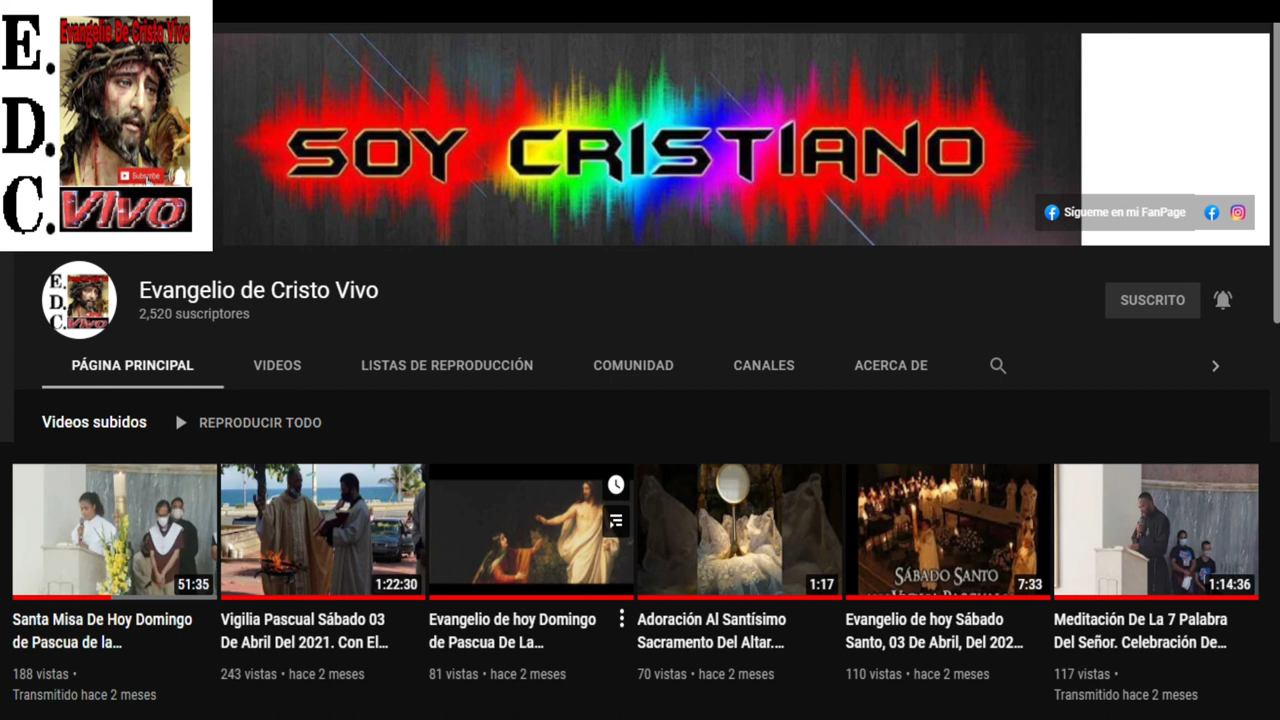 E.
D.
C.
Evangelio De Cristo Vivo
Subscribe
Vivo
SOY CRISTIANO
Sígueme en mi FanPage
E.
D.
C.
Vivo
Evangelio de Cristo Vivo
2,520 suscriptores
SUSCRITO
PÁGINA PRINCIPAL
VIDEOS
LISTAS DE REPRODUCCIÓN
COMUNIDAD
CANALES
ACERCA DE
Videos subidos
REPRODUCIR TODO
51:35
1:22:30
1:17
SÁBADO SANTO
7:33
1:14:36
Santa Misa De Hoy Domingo
de Pascua de la...
188 vistas •
Transmitido hace 2 meses
Vigilia Pascual Sábado 03
De Abril Del 2021. Con El...
243 vistas • hace 2 meses
Evangelio de hoy Domingo
de Pascua De La...
81 vistas • hace 2 meses
Adoración Al Santísimo
Sacramento Del Altar....
70 vistas • hace 2 meses
Evangelio de hoy Sábado
Santo, 03 De Abril, Del 202...
110 vistas • hace 2 meses
Meditación De La 7 Palabra
Del Señor. Celebración De...
117 vistas •
Transmitido hace 2 meses